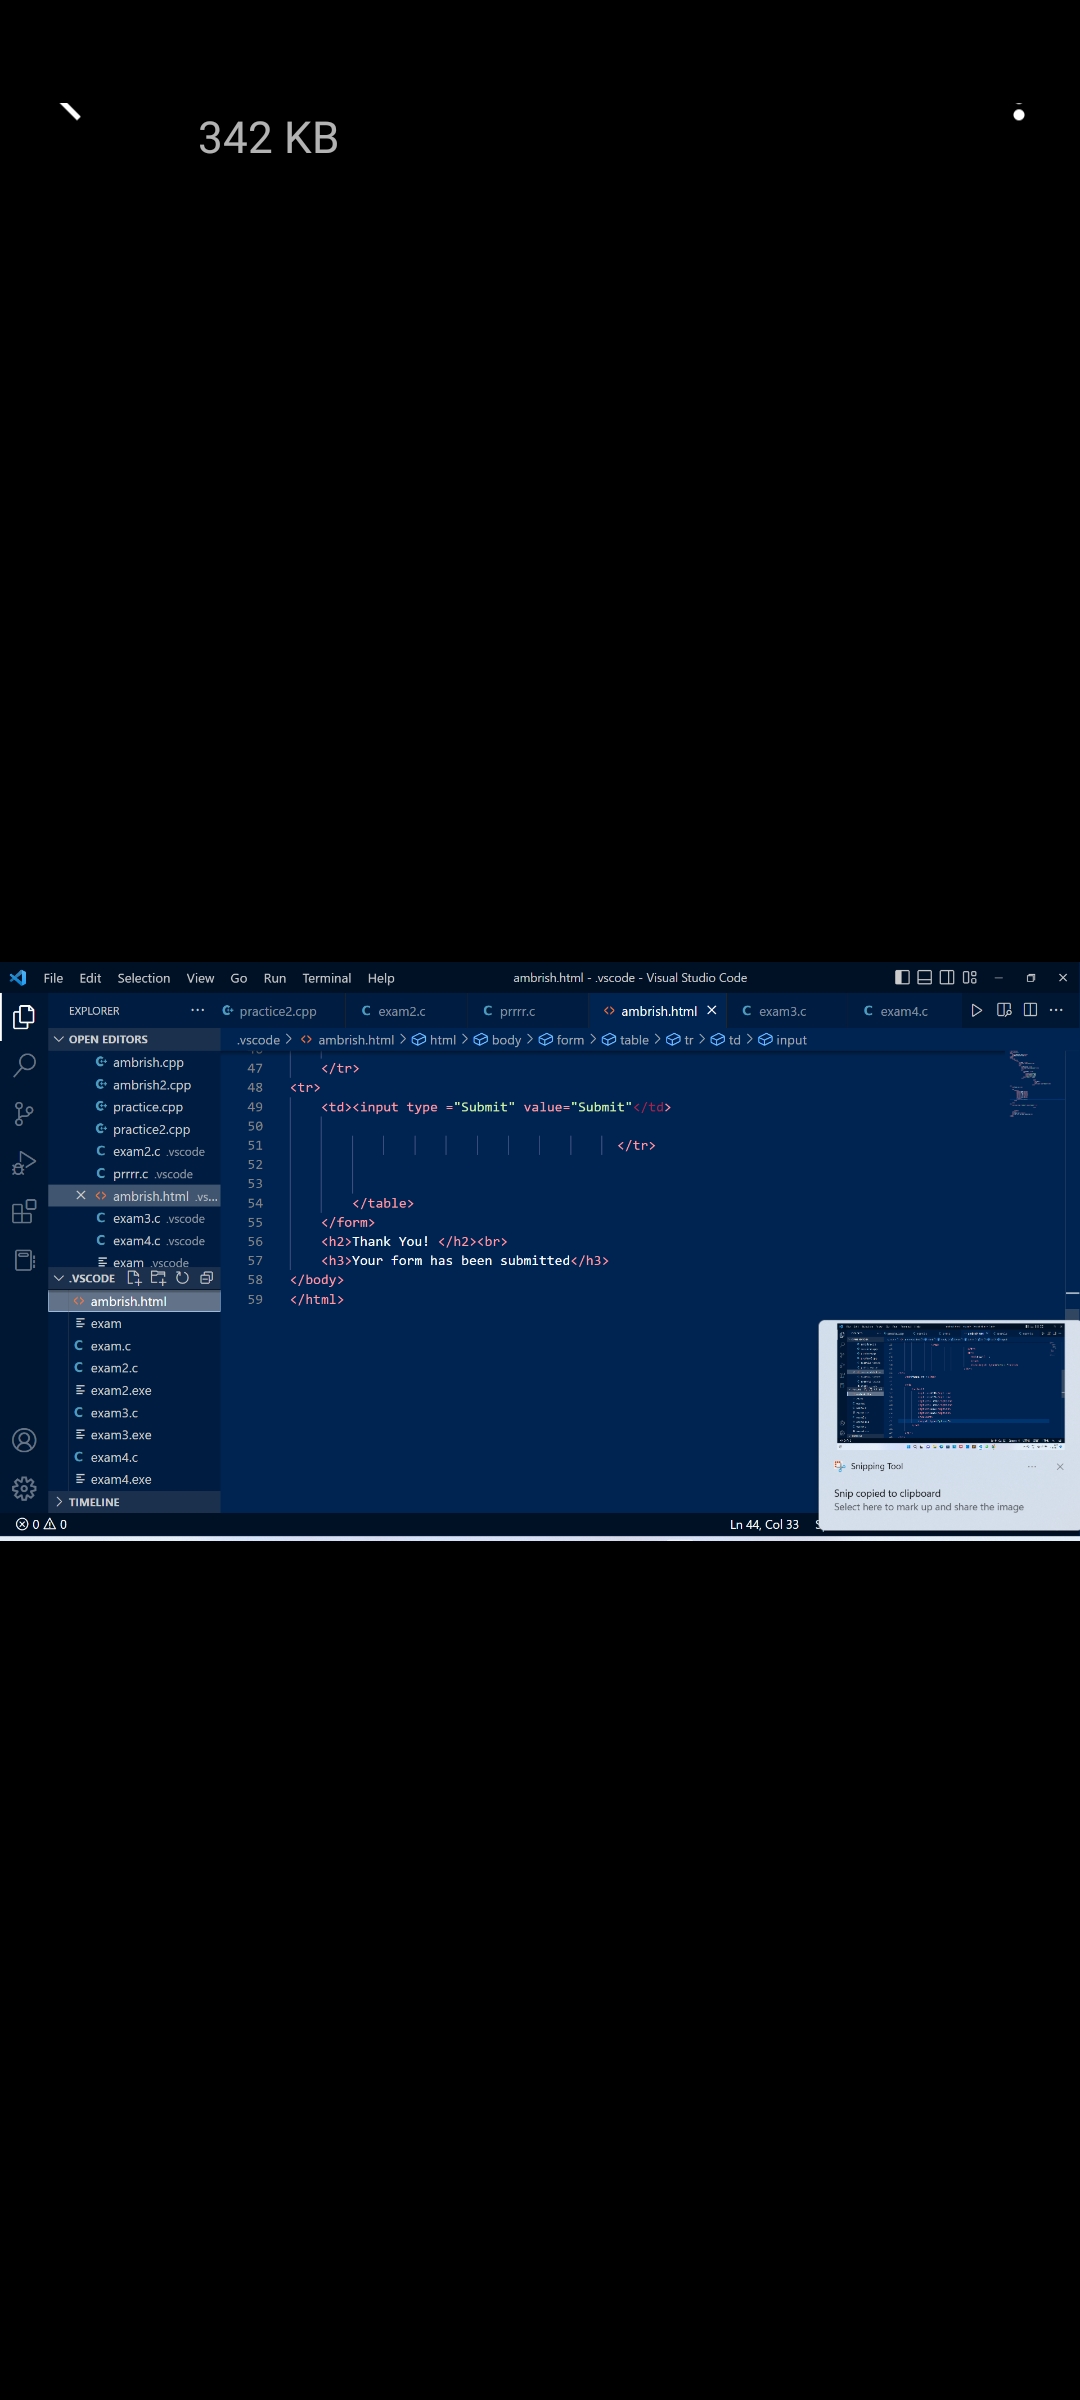 342 KB
File Edit Selection View Go Run Terminal Help
ambrish.html - .vscode - Visual Studio Code
EXPLORER
practice2.cpp
exam2.c
prrrr.c
ambrish.html
exam3.c
exam4.c
OPEN EDITORS
ambrish.cpp
ambrish2.cpp
practice.cpp
practice2.cpp
exam2.c .vscode
prrrr.c .vscode
ambrish.html .vs...
exam3.c .vscode
exam4.c .vscode
exam .vscode
.VSCODE
ambrish.html
exam
exam.c
exam2.c
exam2.exe
exam3.c
exam3.exe
exam4.c
exam4.exe
TIMELINE
.vscode > ambrish.html > html > body > form > table > tr > td > input
47 </tr>
48 <tr>
49 <td><input type ="Submit" value="Submit"</td>
50
51 </tr>
52
53
54 </table>
55 </form>
56 <h2>Thank You! </h2><br>
57 <h3>Your form has been submitted</h3>
58 </body>
59 </html>
Snipping Tool
Snip copied to clipboard
Select here to mark up and share the image
0 0
Ln 44, Col 33